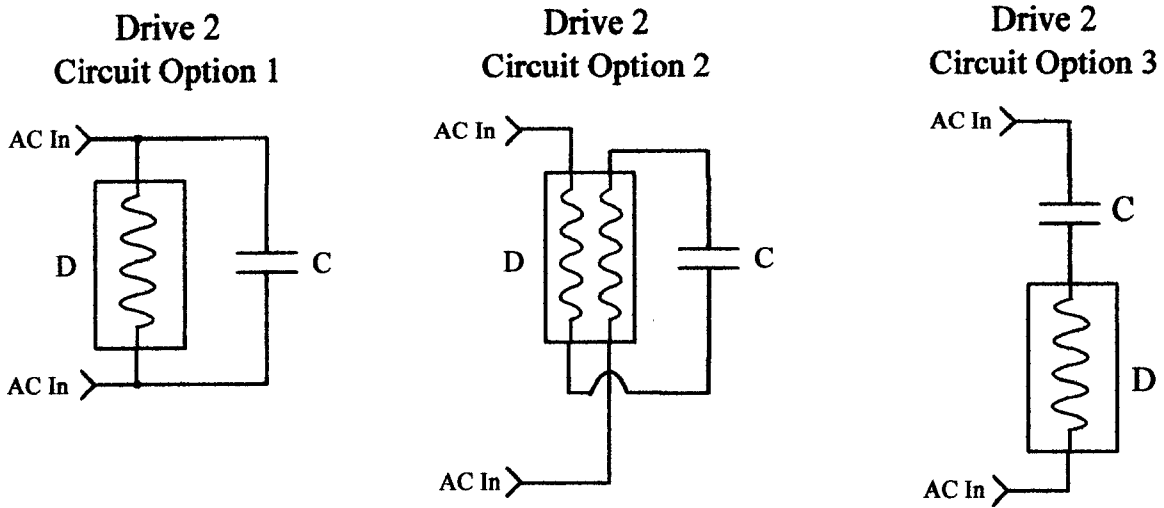 Drive 2
Circuit Option 1
AC In
D
C
AC In
Drive 2
Circuit Option 2
AC In
D
C
AC In
Drive 2
Circuit Option 3
AC In
C
D
AC In